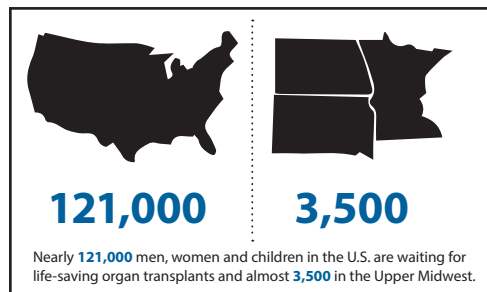 121,000
3,500
Nearly 121,000 men, women and children in the U.S. are waiting for
life-saving organ transplants and almost 3,500 in the Upper Midwest.